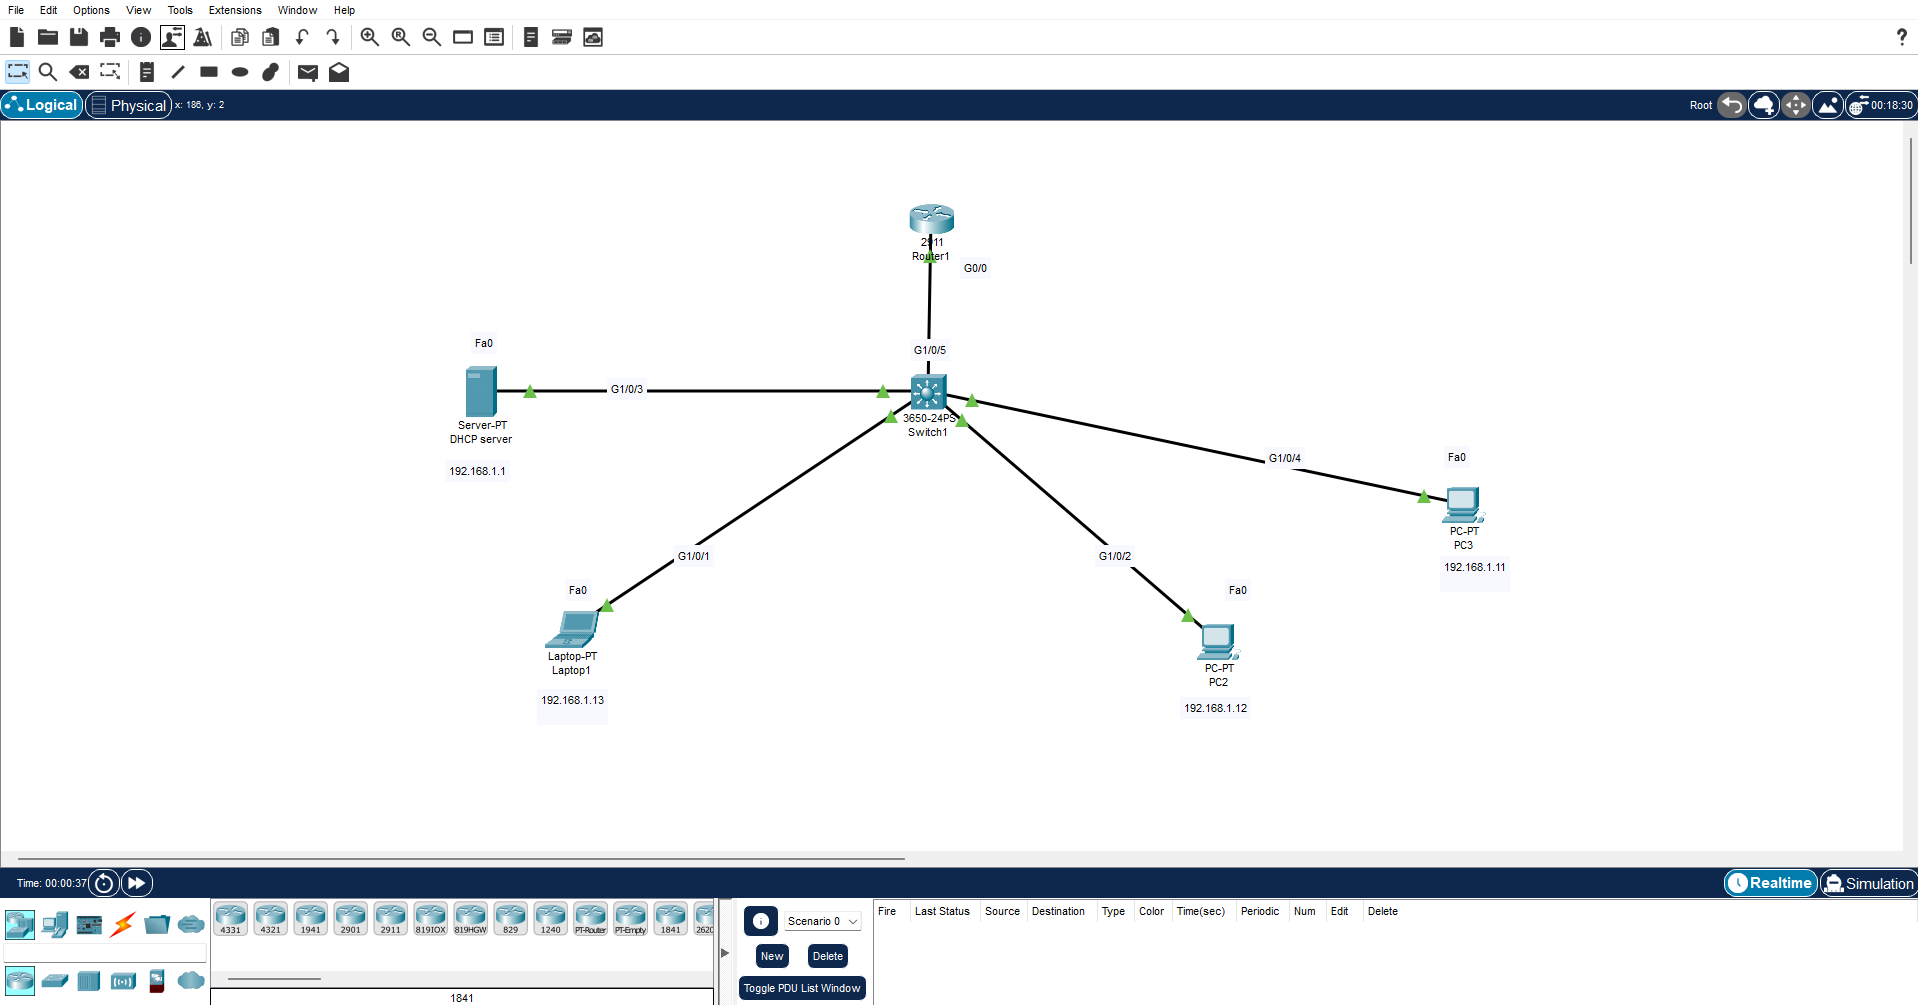 File Edit Options View Tools Extensions Window Help
?
Logical Physical x: 186, y: 2 Root 00:18:30
2911
Router1
G0/0
Fa0
G1/0/5
G1/0/3
3650-24PS
Switch1
Server-PT
DHCP server
192.168.1.1
G1/0/4
Fa0
PC-PT
PC3
192.168.1.11
G1/0/1
G1/0/2
Fa0
Fa0
Laptop-PT
Laptop1
192.168.1.13
PC-PT
PC2
192.168.1.12
Time: 00:00:37 Realtime Simulation
4331 4321 1941 2901 2911 819IOX 819HGW 829 1240 PT-Router PT-Empty 1841 2620
1841
Scenario 0
New Delete
Toggle PDU List Window
Fire Last Status Source Destination Type Color Time(sec) Periodic Num Edit Delete